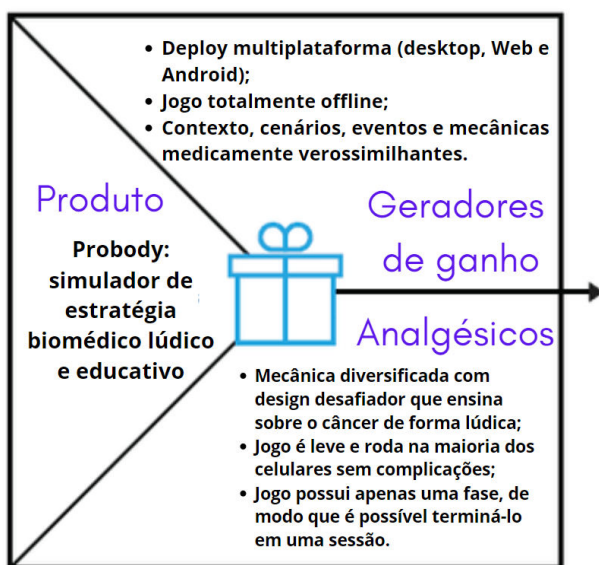 • Deploy multiplataforma (desktop, Web e
Android);
• Jogo totalmente offline;
• Contexto, cenários, eventos e mecânicas
medicamente verossimilhantes.
Produto
Probody:
simulador de
estratégia
biomédico lúdico
e educativo
Geradores
de ganho
Analgésicos
• Mecânica diversificada com
design desafiador que ensina
sobre o câncer de forma lúdica;
• Jogo é leve e roda na maioria dos
celulares sem complicações;
• Jogo possui apenas uma fase, de
modo que é possível terminá-lo
em uma sessão.